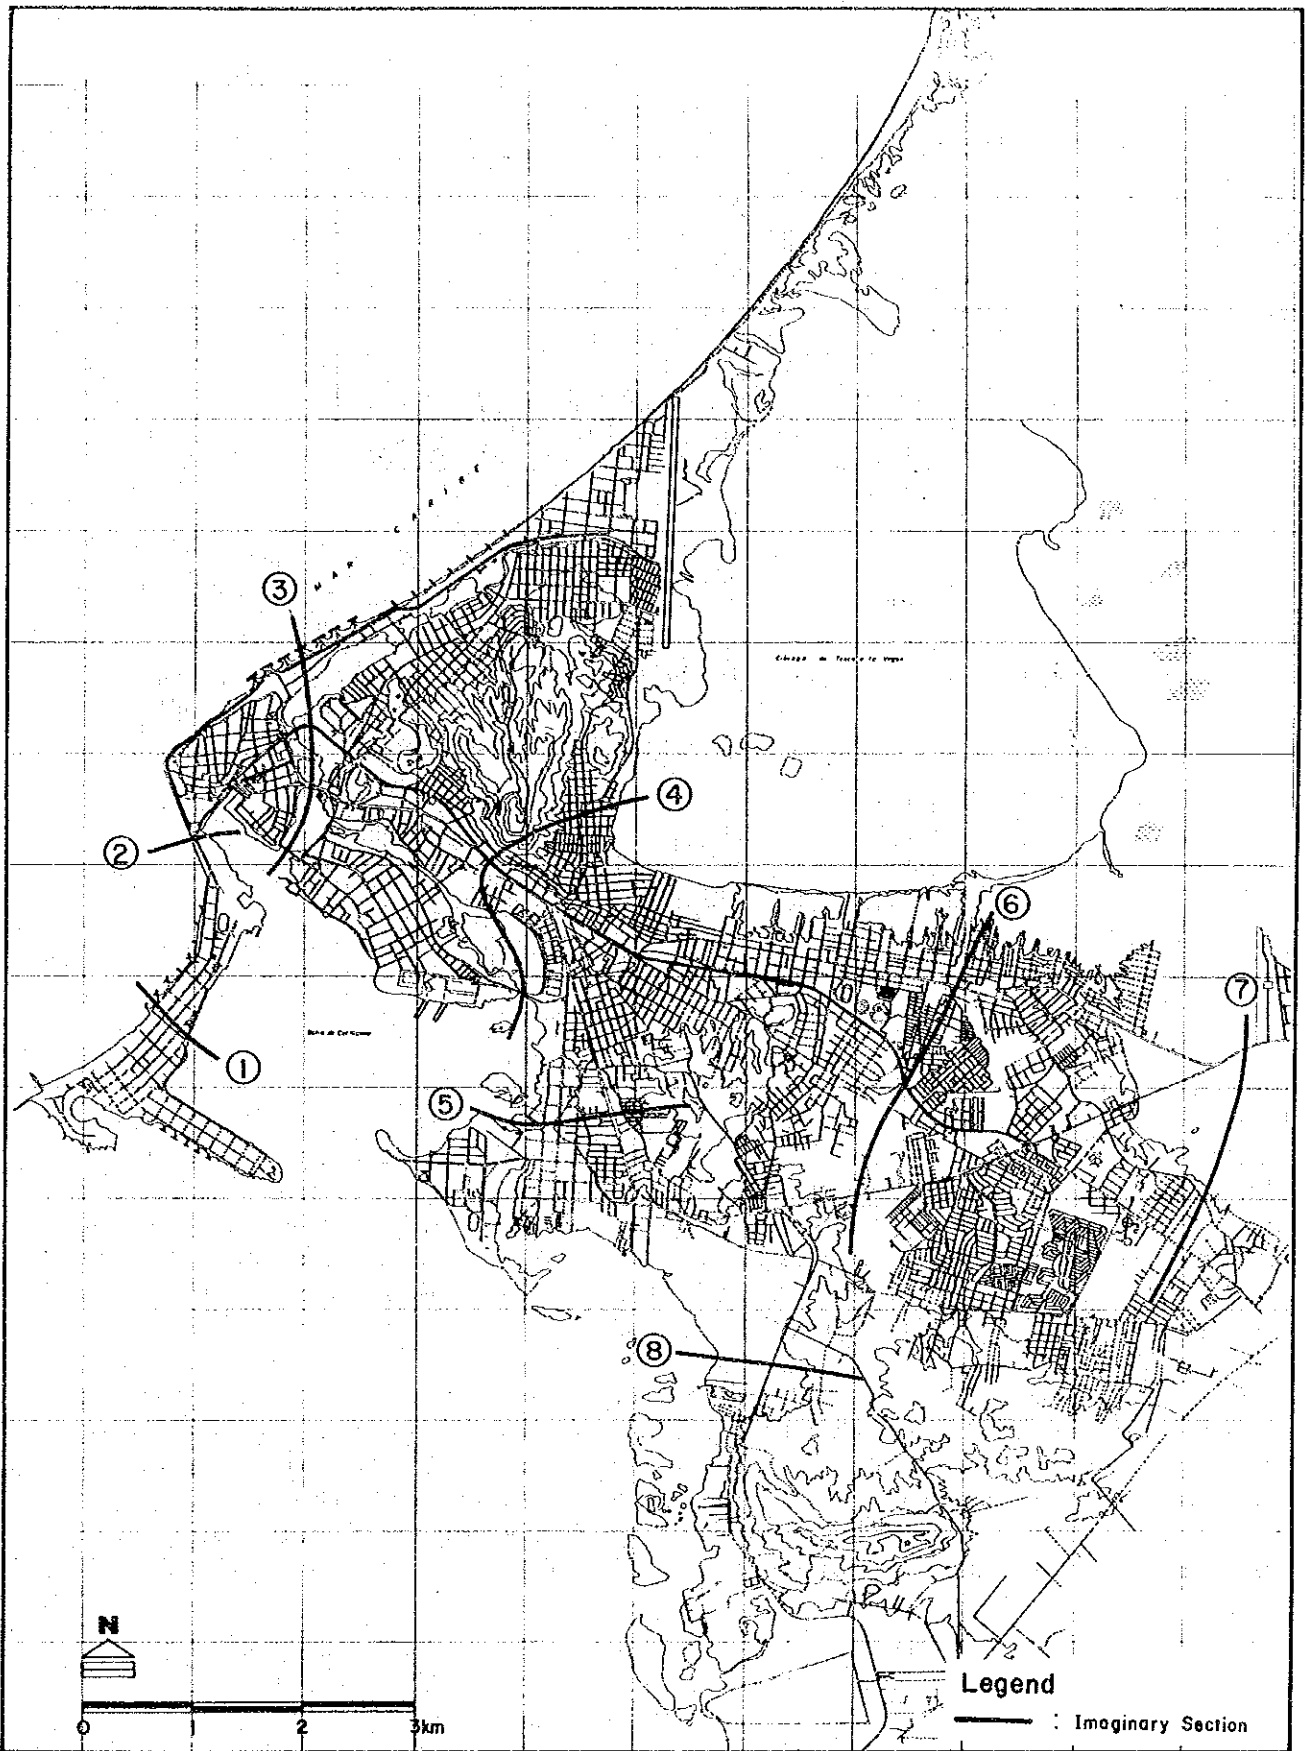 MAR CARIBE
③
④
②
⑥
⑦
①
⑤
⑧
N
0 1 2 3km
Legend
: Imaginary Section